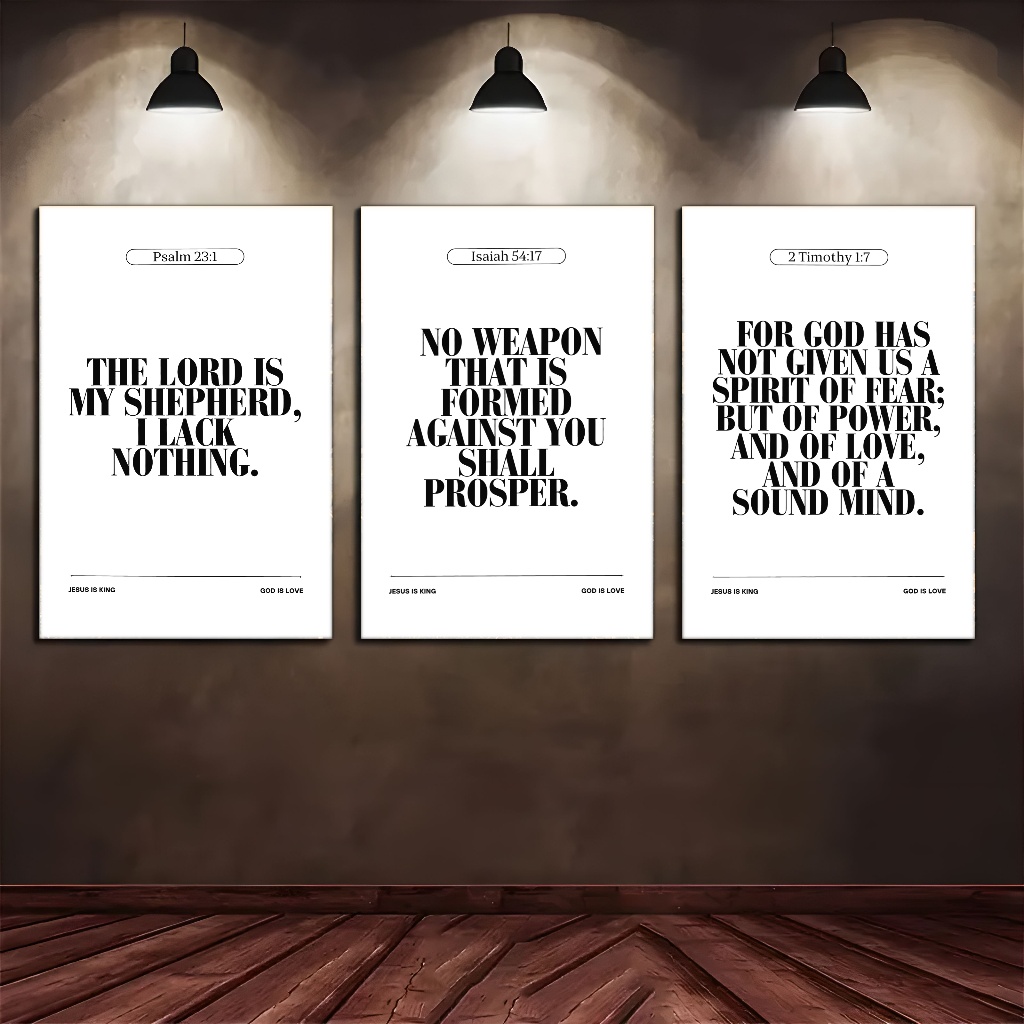 Psalm 23:1
THE LORD IS
MY SHEPHERD,
I LACK
NOTHING.
JESUS IS KING
GOD IS LOVE
Isaiah 54:17
NO WEAPON
THAT IS
FORMED
AGAINST YOU
SHALL
PROSPER.
JESUS IS KING
GOD IS LOVE
2 Timothy 1:7
FOR GOD HAS
NOT GIVEN US A
SPIRIT OF FEAR;
BUT OF POWER,
AND OF LOVE,
AND OF A
SOUND MIND.
JESUS IS KING
GOD IS LOVE